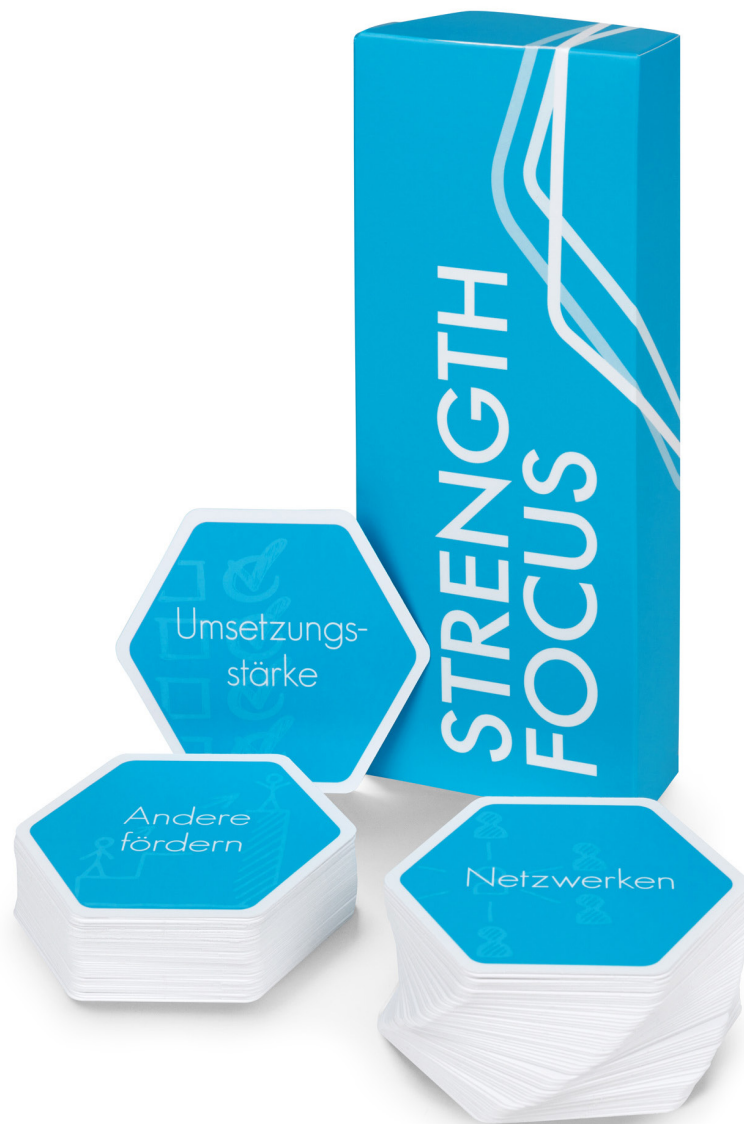 STRENGTH
FOCUS
Umsetzungs-
stärke
Andere
fördern
Netzwerken